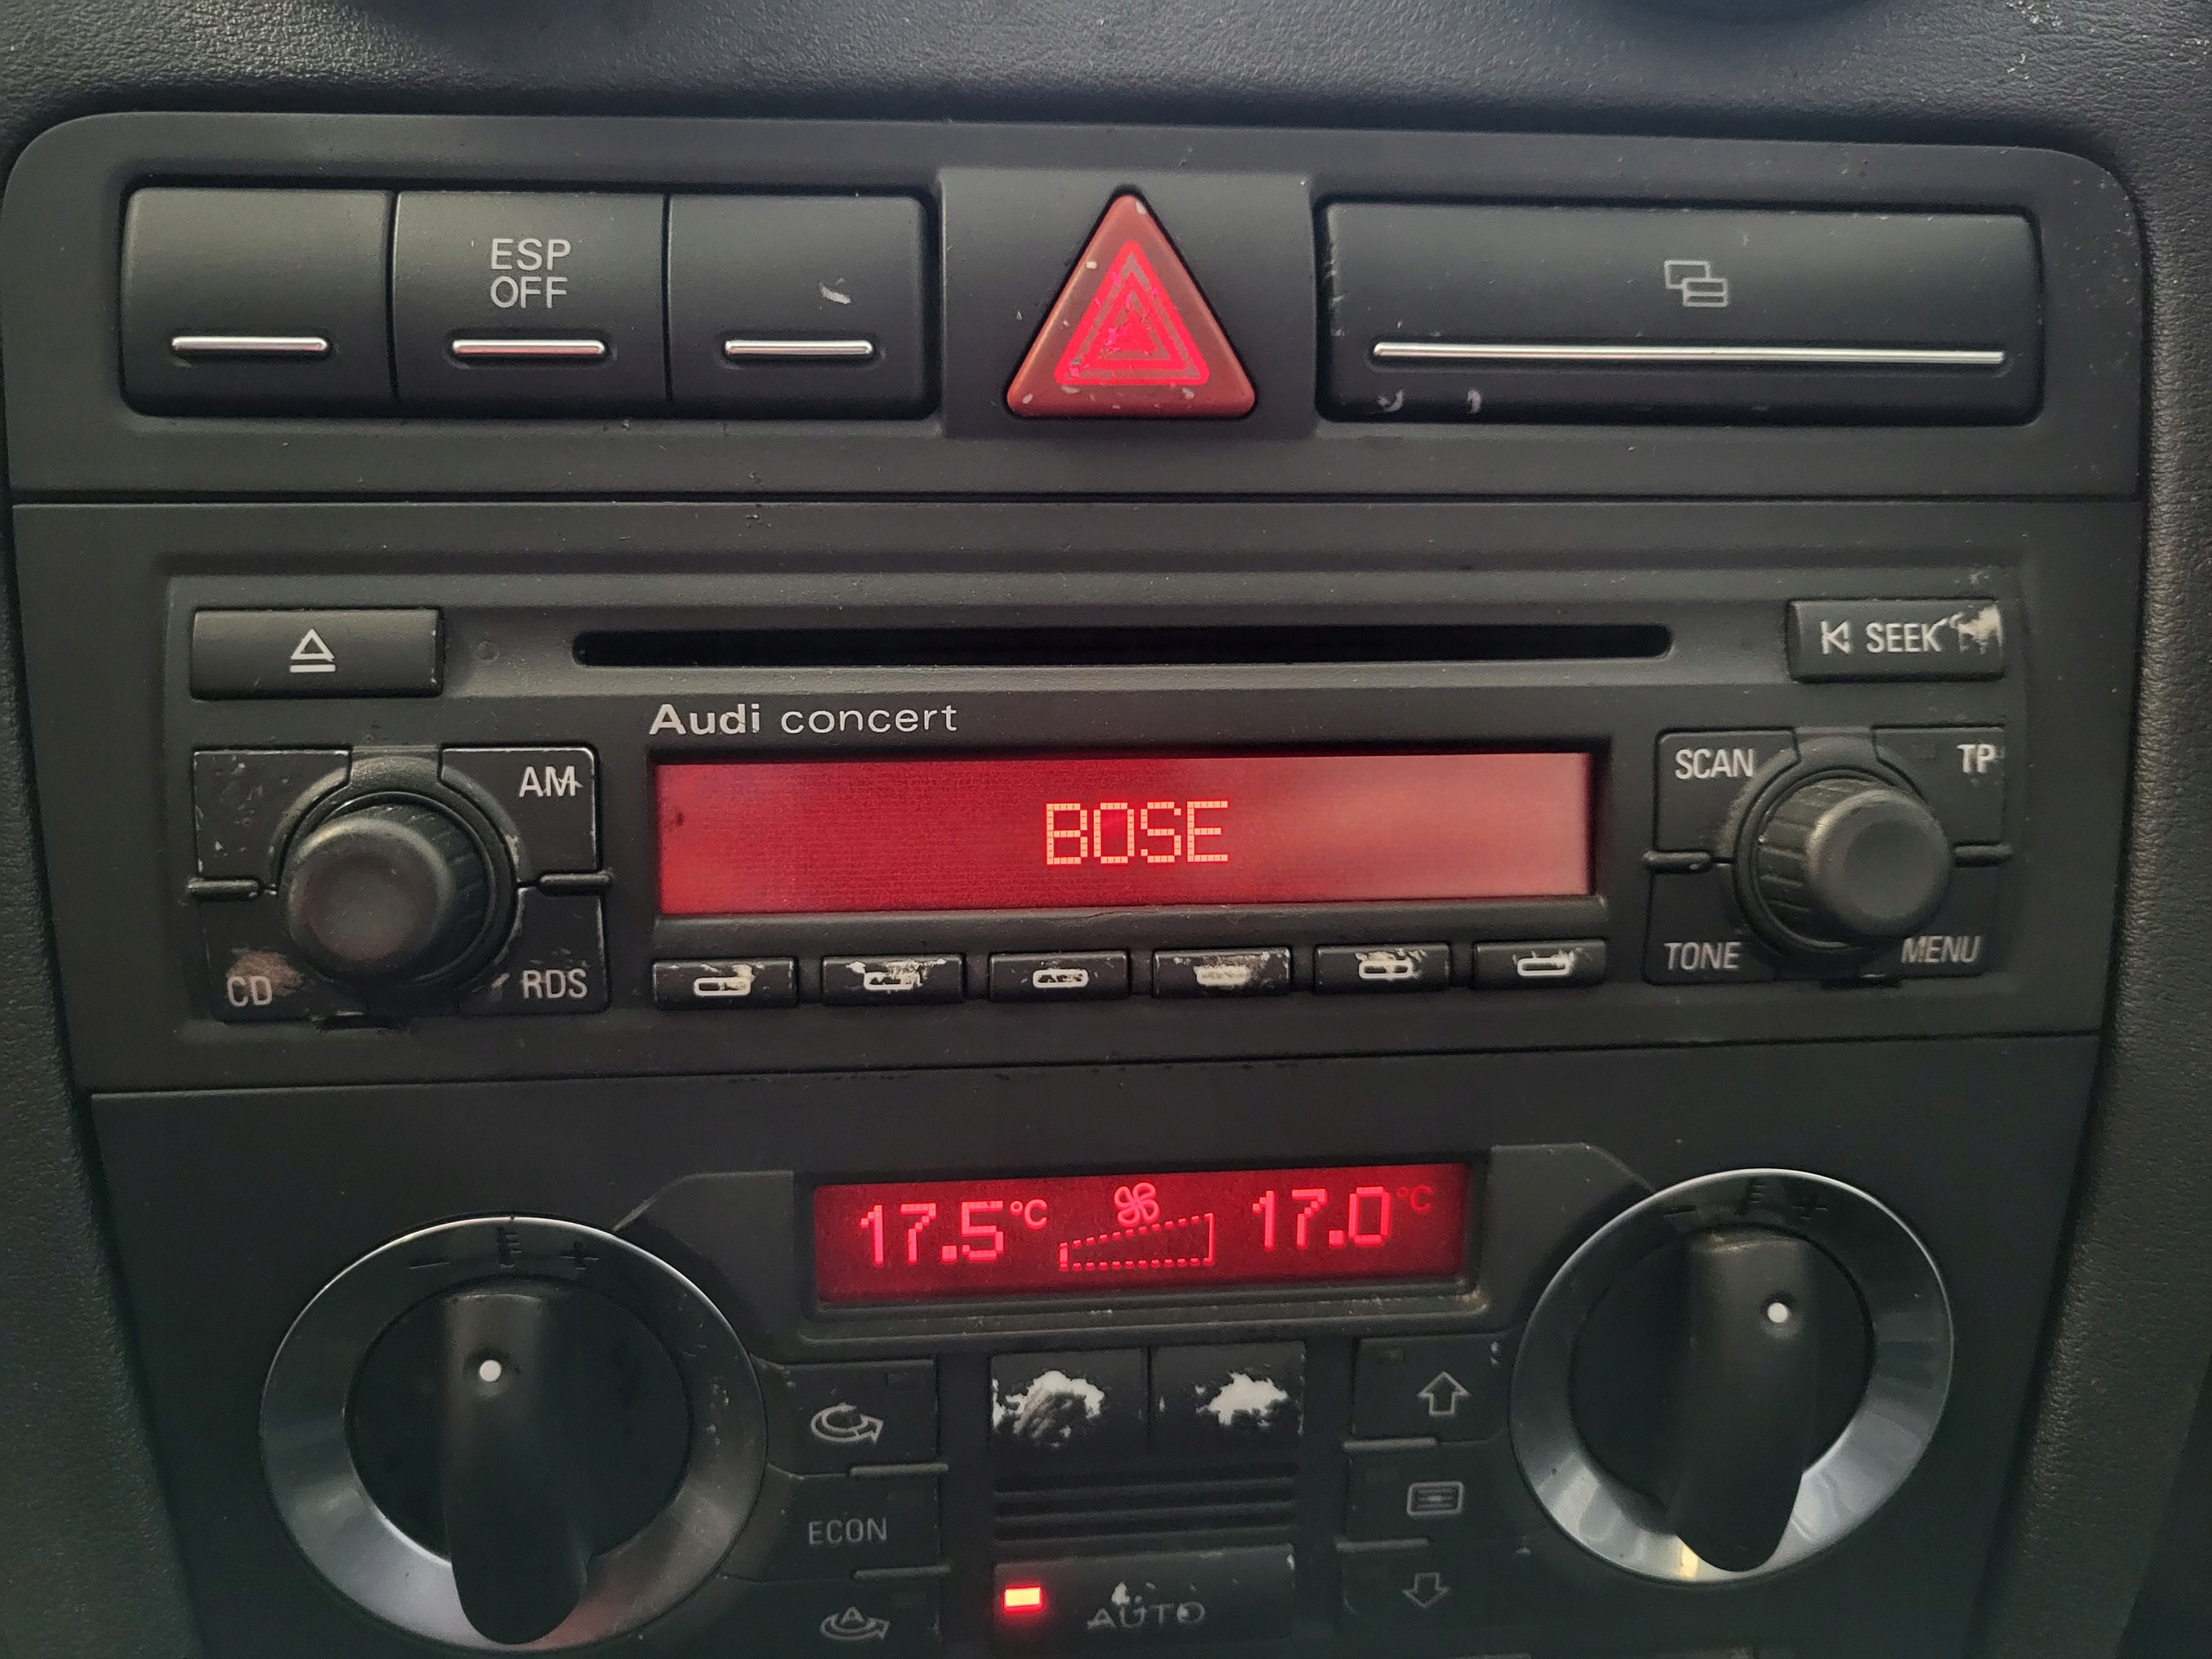 ESP
OFF
SEEK
Audi concert
AM
BOSE
SCAN
TP
CD
RDS
TONE
MENU
17.5°C
17.0°C
- +
- +
ECON
A
AUTO